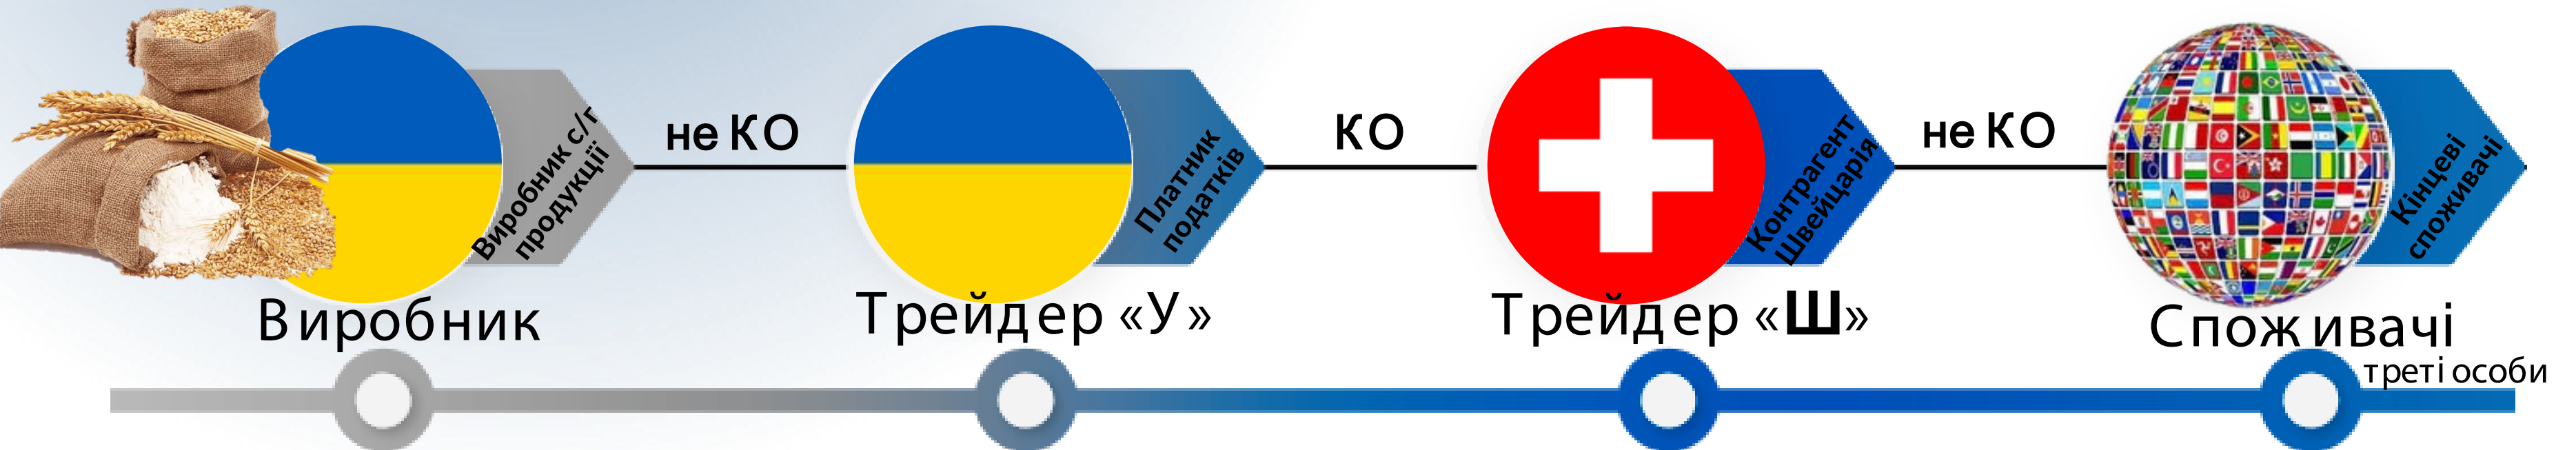 Виробник с/г
продукції
не КО
Платник
податків
КО
Контрагент
Швейцарія
не КО
Кінцеві
споживачі
Виробник
Трейдер «У»
Трейдер «Ш»
Споживачі
треті особи